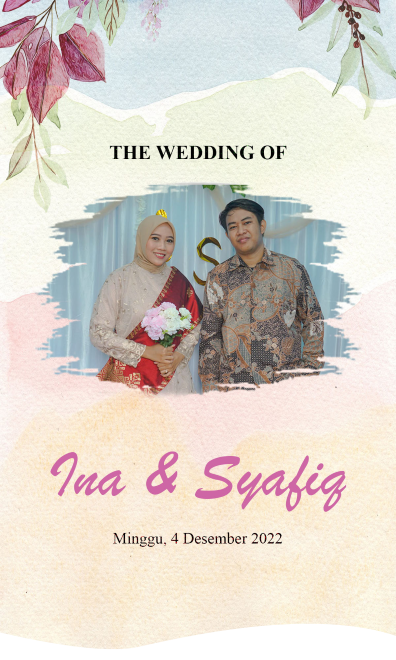 THE WEDDING OF
S
Ina & Syafiq
Minggu, 4 Desember 2022